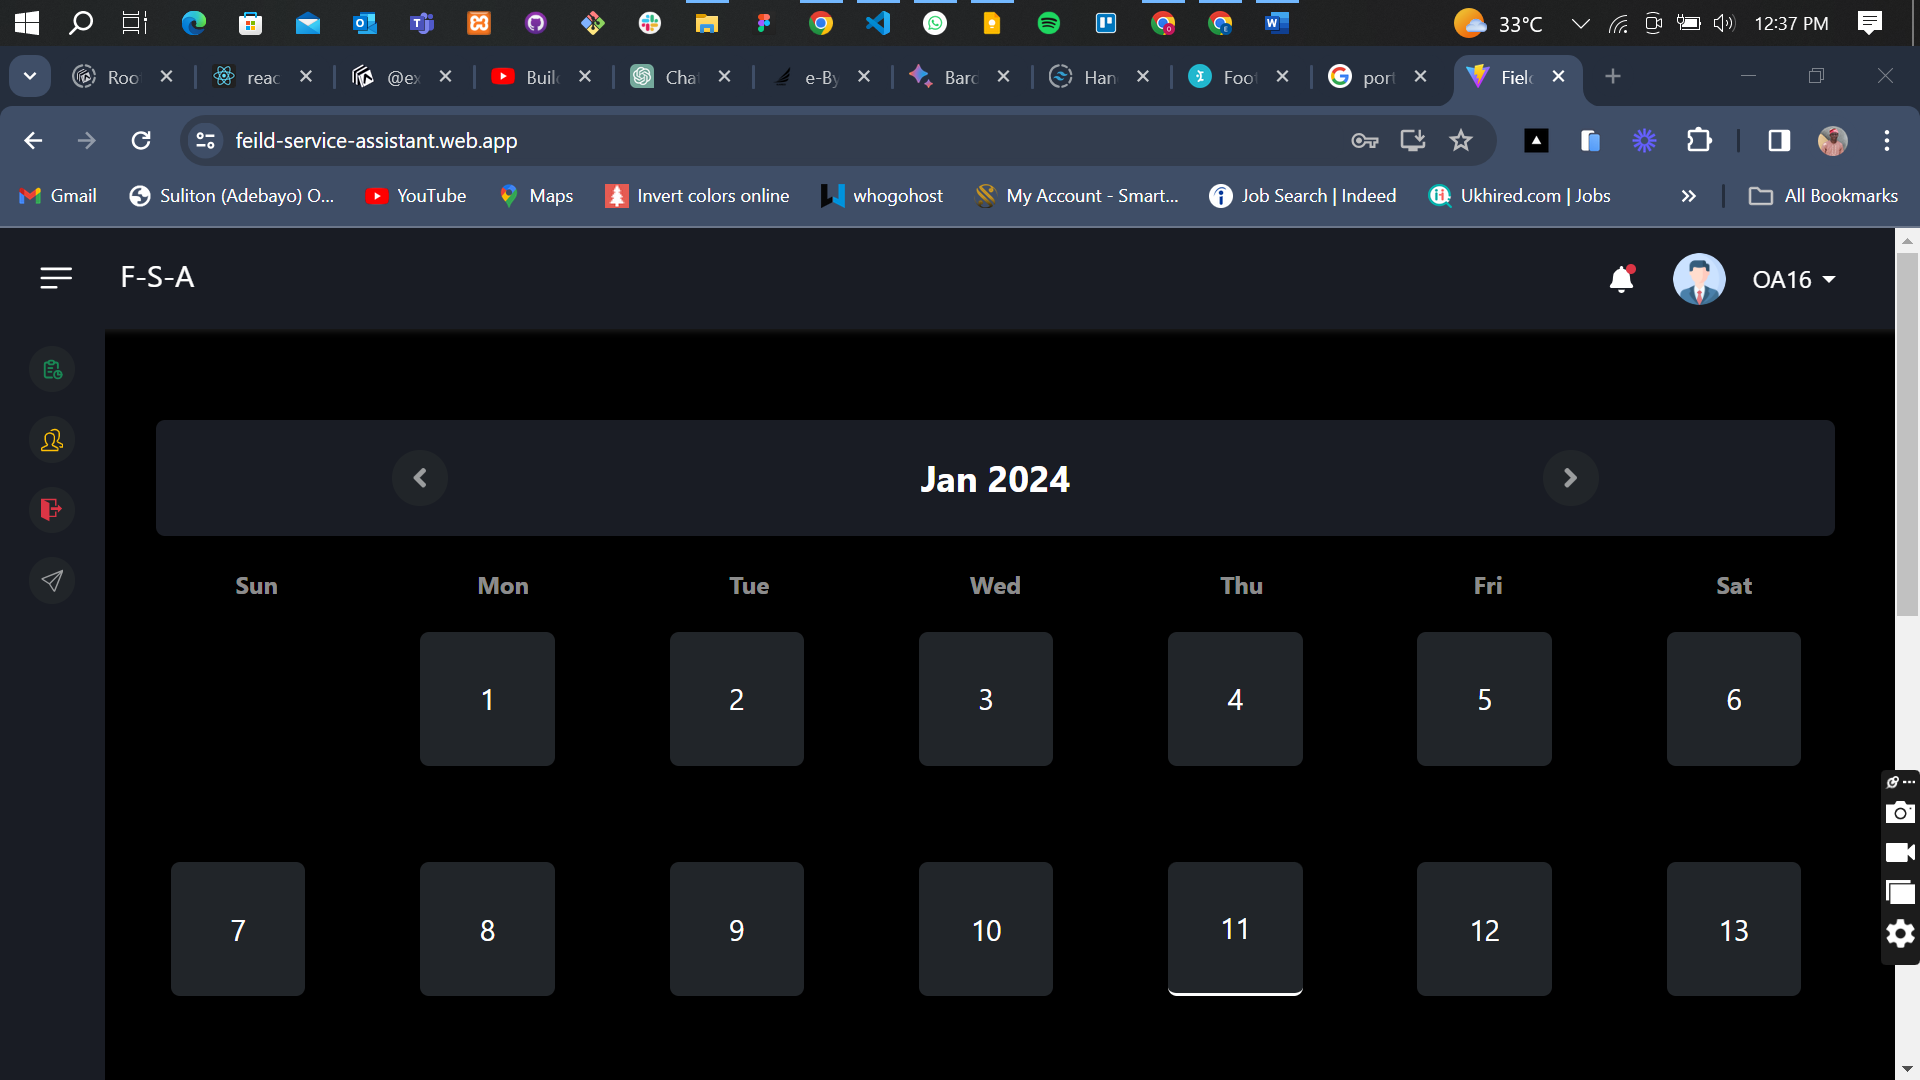 33°C
12:37 PM
Roo
reac
@ex
Buil
Chat
e-By
Barc
Han
Foot
port
Field
feild-service-assistant.web.app
Gmail
Suliton (Adebayo) O...
YouTube
Maps
Invert colors online
whogohost
My Account - Smart...
Job Search | Indeed
Ukhired.com | Jobs
»
All Bookmarks
F-S-A
OA16
Jan 2024
Sun Mon Tue Wed Thu Fri Sat
1 2 3 4 5 6
7 8 9 10 11 12 13